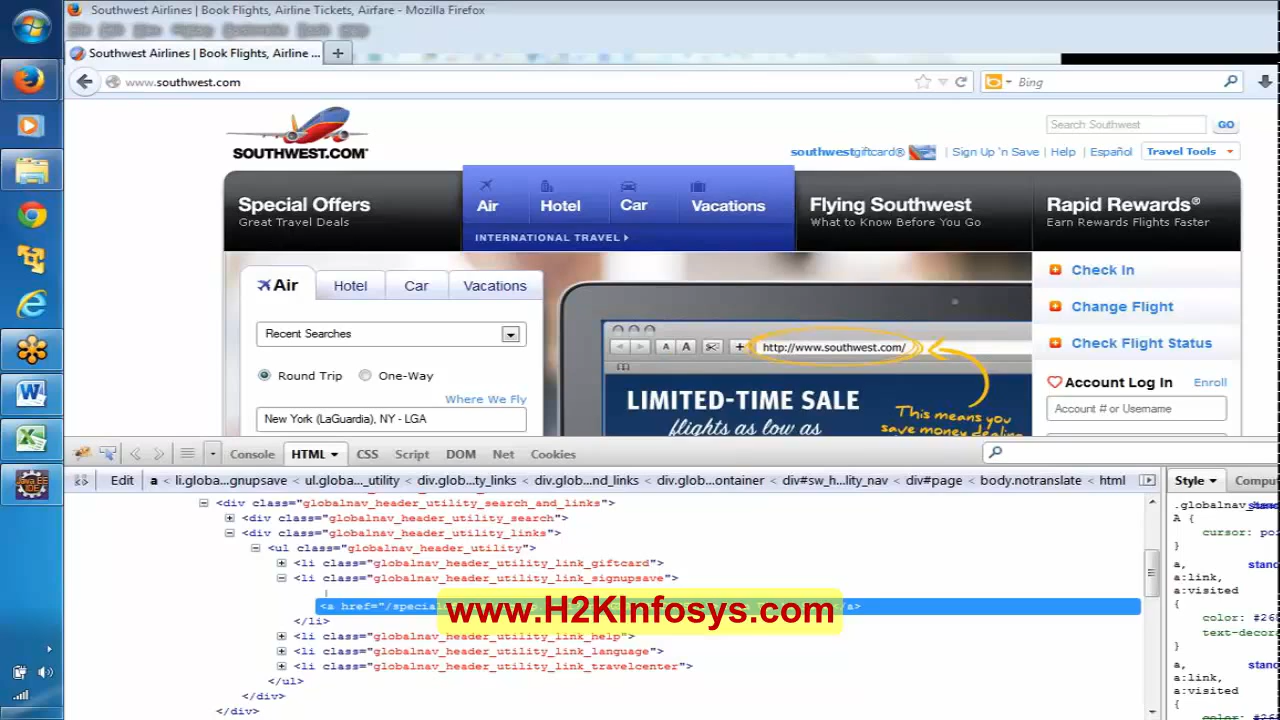 Southwest Airlines | Book Flights, Airline Tickets, Airfare - Mozilla Firefox
Southwest Airlines | Book Flights, Airline ...
www.southwest.com
Bing
SOUTHWEST.COM®
Search Southwest GO
southwestgiftcard® Sign Up 'n Save | Help | Español Travel Tools
Special Offers
Great Travel Deals
Air Hotel Car Vacations
INTERNATIONAL TRAVEL
Flying Southwest
What to Know Before You Go
Rapid Rewards®
Earn Rewards Flights Faster
Air Hotel Car Vacations
Recent Searches
Round Trip One-Way
Where We Fly
New York (LaGuardia), NY - LGA
A A +
http://www.southwest.com/
LIMITED-TIME SALE
flights as low as
This means you
save money dealing
Check In
Change Flight
Check Flight Status
Account Log In Enroll
Account # or Username
Console HTML CSS Script DOM Net Cookies
Edit a < li.globa...gnupsave < ul.globa..._utility < div.glob...ty_links < div.glob...nd_links < div.glob...ontainer < div#sw_h...lity_nav < div#page < body.notranslate < html
<div class="globalnav_header_utility_search_and_links">
<div class="globalnav_header_utility_search">
<div class="globalnav_header_utility_links">
<ul class="globalnav_header_utility">
<li class="globalnav_header_utility_link_giftcard">
<li class="globalnav_header_utility_link_signupsave">
<a href="/special </a>
</li>
<li class="globalnav_header_utility_link_help">
<li class="globalnav_header_utility_link_language">
<li class="globalnav_header_utility_link_travelcenter">
</ul>
</div>
</div>
www.H2KInfosys.com
Style Compu
.globalnav_
A {
cursor: po
}
a, stand
a:link,
a:visited
{
color: #26
text-decor
}
a, stand
a:link,
a:visited
{